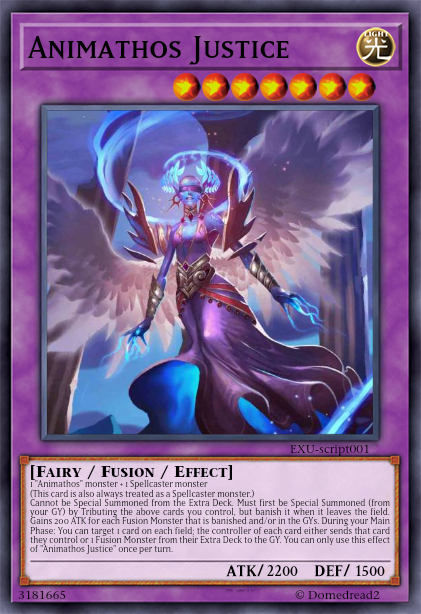 ANIMATHOS JUSTICE
LIGHT
光
EXU-script001
[FAIRY / FUSION / EFFECT]
1 "Animathos" monster + 1 Spellcaster monster
(This card is also always treated as a Spellcaster monster.)
Cannot be Special Summoned from the Extra Deck. Must first be Special Summoned (from
your GY) by Tributing the above cards you control, but banish it when it leaves the field.
Gains 200 ATK for each Fusion Monster that is banished and/or in the GYs. During your Main
Phase: You can target 1 card on each field; the controller of each either sends that card
they control or 1 Fusion Monster from their Extra Deck to the GY. You can only use this effect
of "Animathos Justice" once per turn.
ATK/ 2200 DEF/ 1500
3181665
© Domedread2